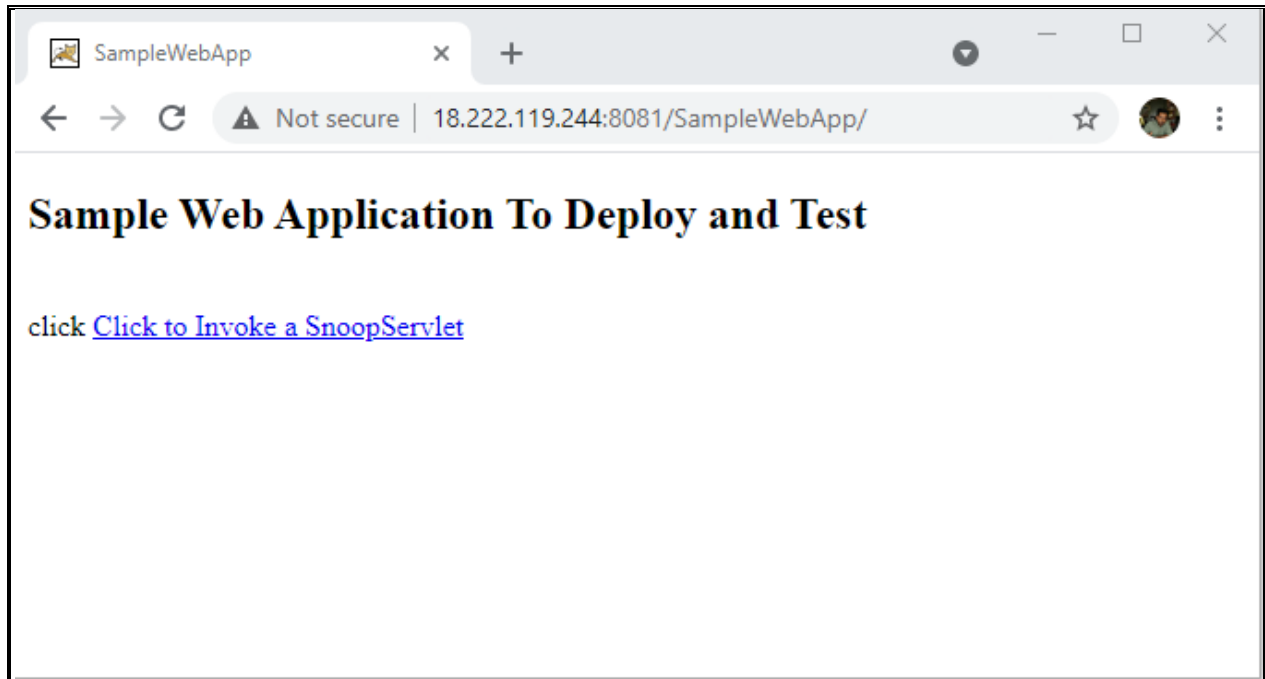 SampleWebApp
Not secure | 18.222.119.244:8081/SampleWebApp/
Sample Web Application To Deploy and Test
click Click to Invoke a SnoopServlet